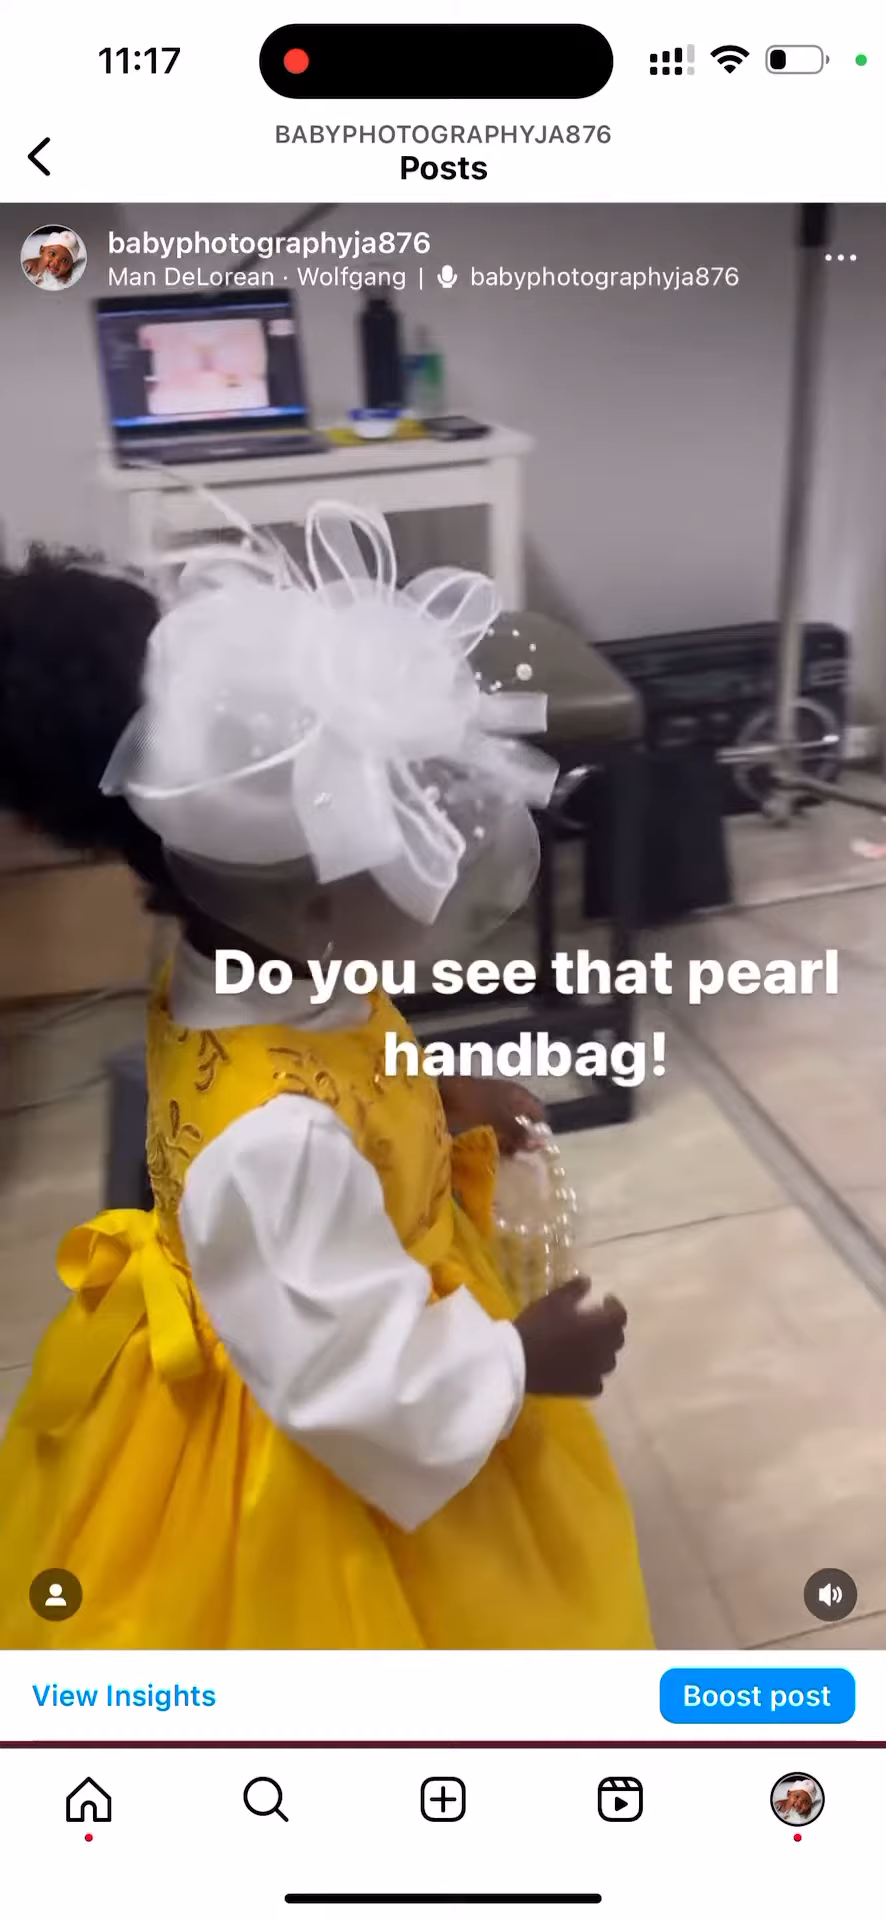 11:17
BABYPHOTOGRAPHYJA876
Posts
babyphotographyja876
Man DeLorean · Wolfgang | babyphotographyja876
Do you see that pearl
handbag!
View Insights
Boost post